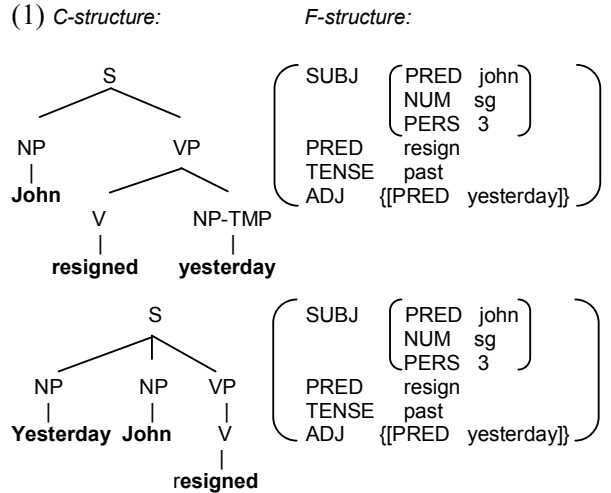 (1) C-structure: F-structure:
S SUBJ PRED john
NUM sg
PERS 3
NP VP PRED resign
| TENSE past
John ADJ {[PRED yesterday]}
V NP-TMP
| |
resigned yesterday
S SUBJ PRED john
NUM sg
PERS 3
NP NP VP PRED resign
| | | TENSE past
Yesterday John V ADJ {[PRED yesterday]}
|
resigned